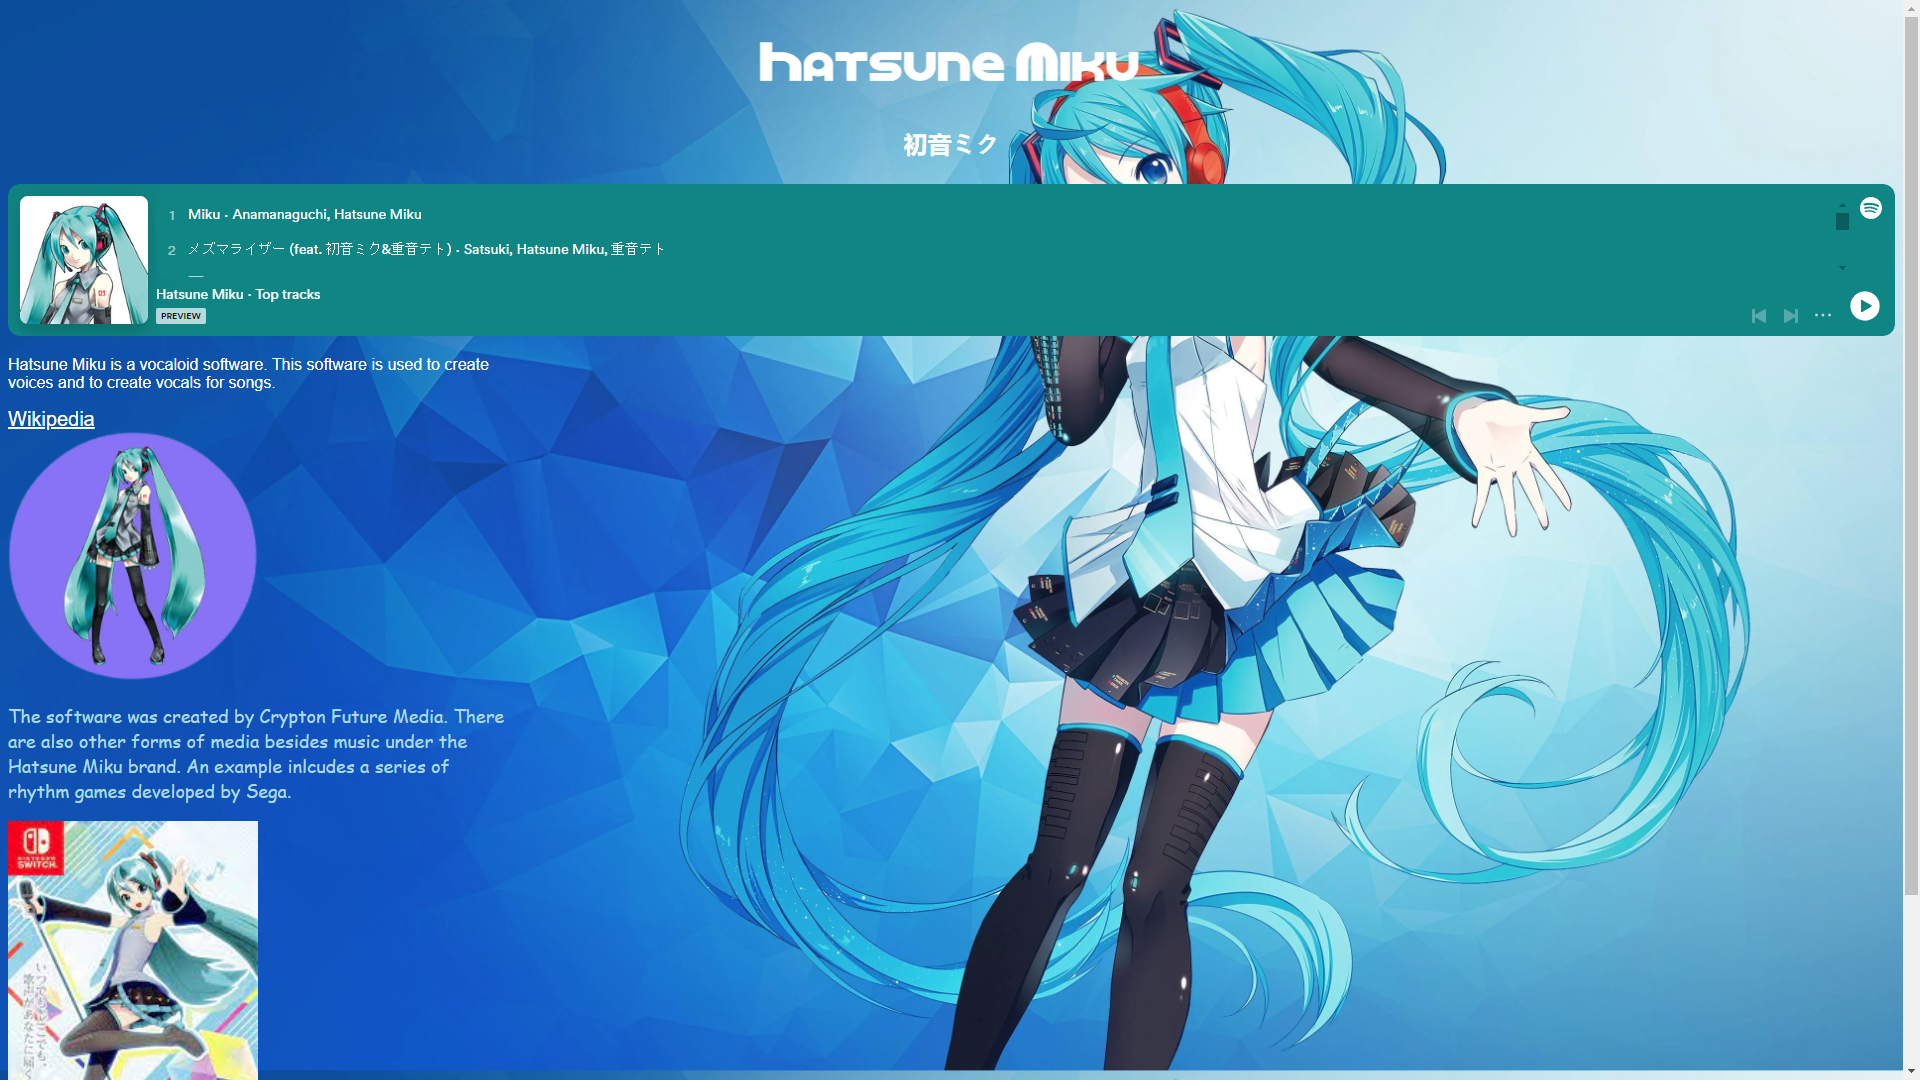 hatsune Miku
初音ミク
1 Miku · Anamanaguchi, Hatsune Miku
2 メズマライザー (feat. 初音ミク&重音テト) · Satsuki, Hatsune Miku, 重音テト
Hatsune Miku · Top tracks
PREVIEW
Hatsune Miku is a vocaloid software. This software is used to create
voices and to create vocals for songs.
Wikipedia
The software was created by Crypton Future Media. There
are also other forms of media besides music under the
Hatsune Miku brand. An example inlcudes a series of
rhythm games developed by Sega.
NINTENDO
SWITCH
01